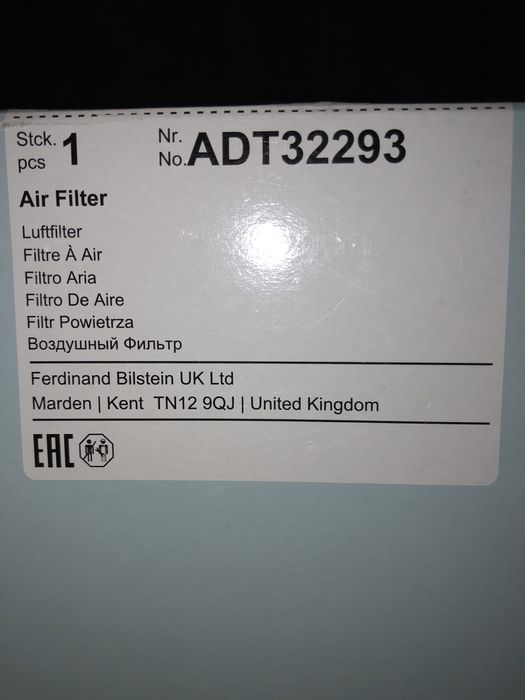 Stck. 1 Nr. ADT32293
pcs No.
Air Filter
Luftfilter
Filtre À Air
Filtro Aria
Filtro De Aire
Filtr Powietrza
Воздушный Фильтр
Ferdinand Bilstein UK Ltd
Marden | Kent TN12 9QJ | United Kingdom
EAC